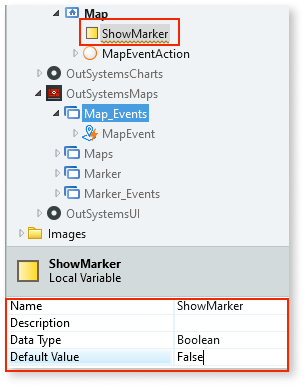 Map
ShowMarker
MapEventAction
OutSystemsCharts
OutSystemsMaps
Map_Events
MapEvent
Maps
Marker
Marker_Events
OutSystemsUI
Images
ShowMarker
Local Variable
Name ShowMarker
Description
Data Type Boolean
Default Value False